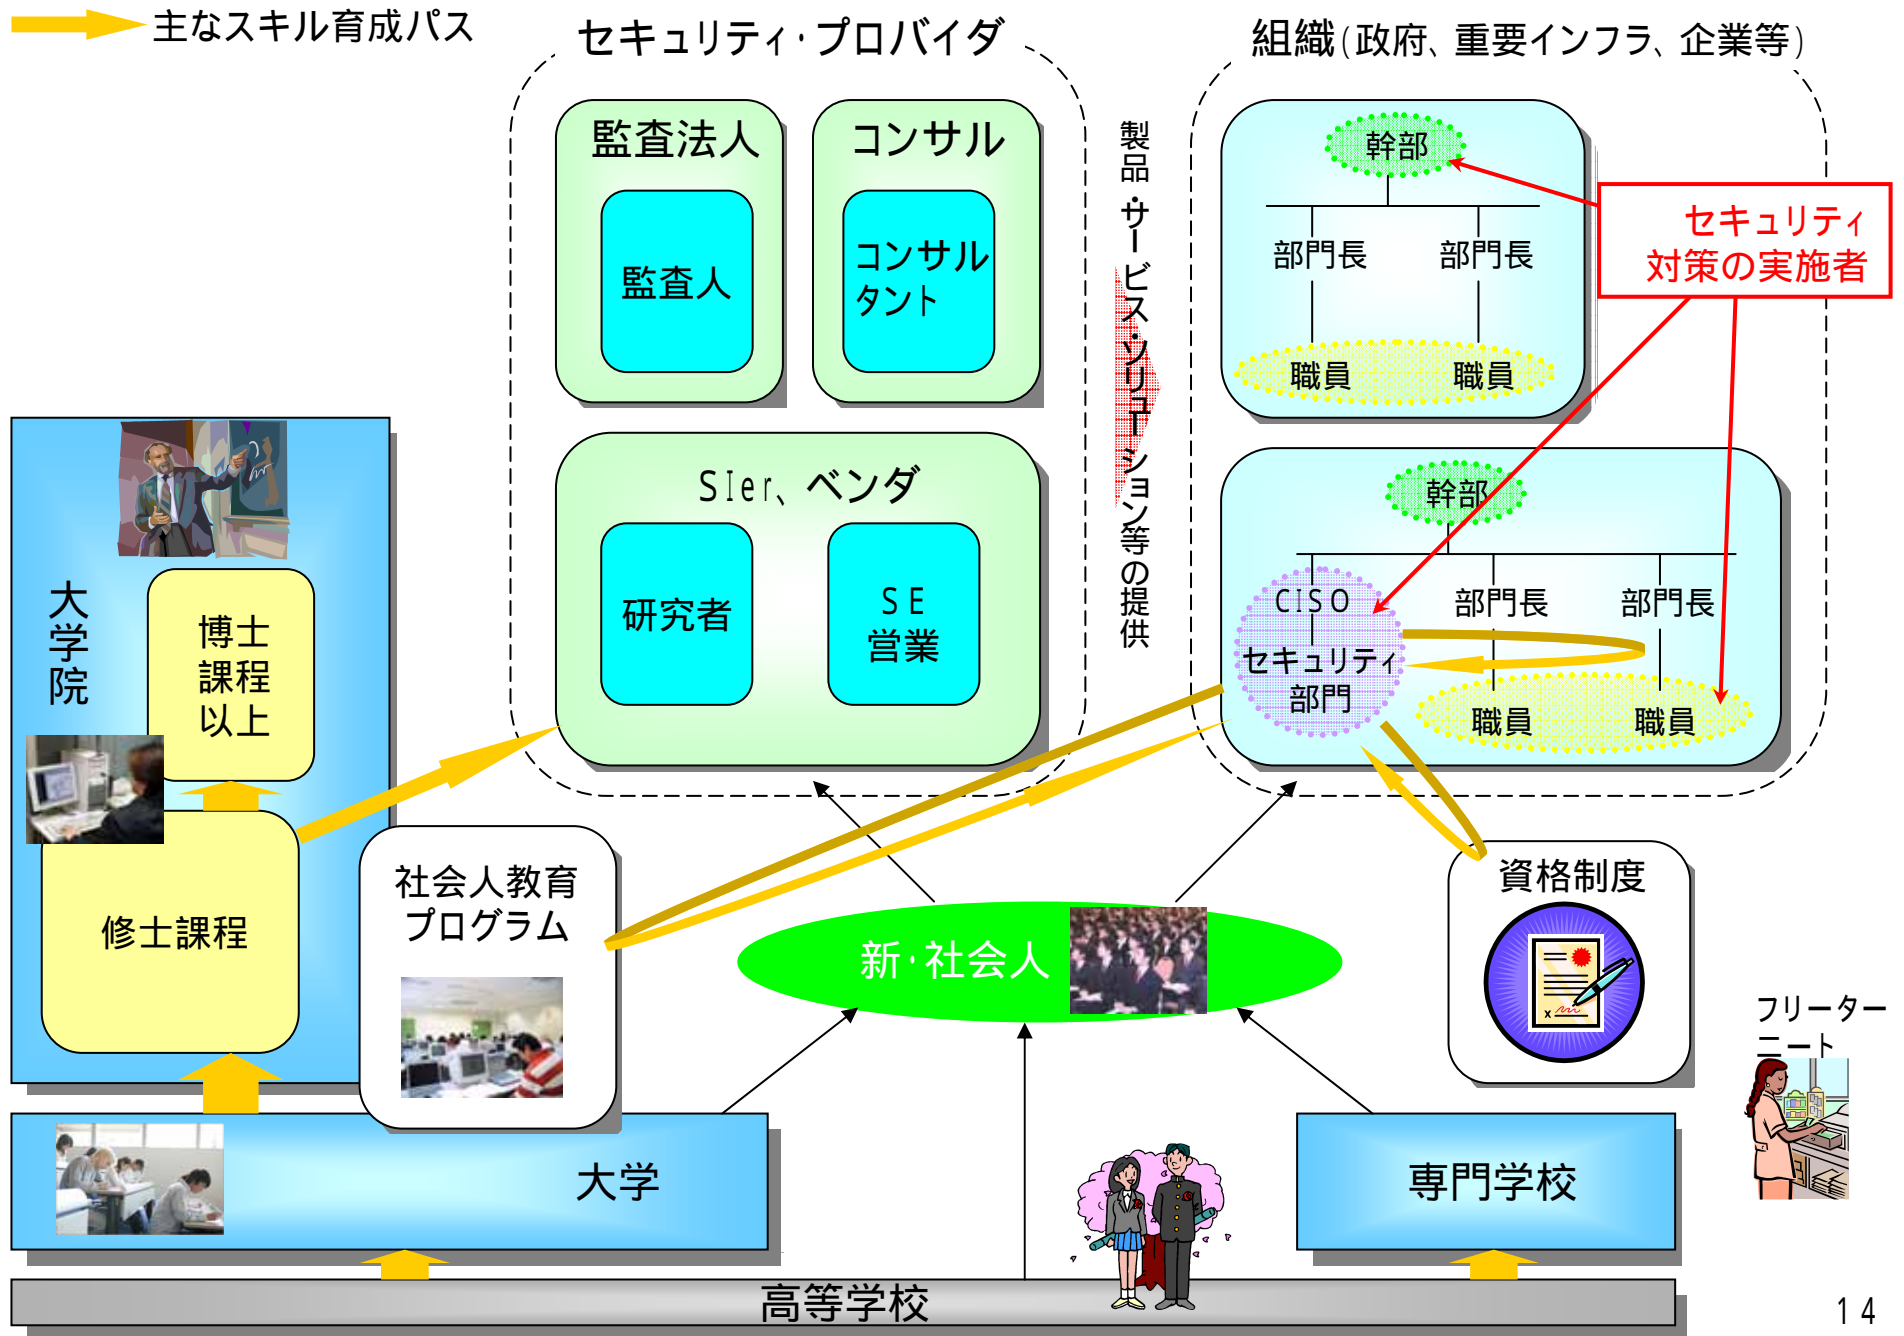 主なスキル育成パス
セキュリティ・プロバイダ
組織(政府、重要インフラ、企業等)
監査法人
監査人
コンサル
コンサル
タント
SIer、ベンダ
研究者
SE
営業
製品・サービス・ソリューション等の提供
幹部
部門長
部門長
職員
職員
セキュリティ
対策の実施者
幹部
CISO
セキュリティ
部門
部門長
部門長
職員
職員
大学院
博士
課程
以上
修士課程
社会人教育
プログラム
新・社会人
資格制度
x
フリーター
ニート
大学
専門学校
高等学校
14